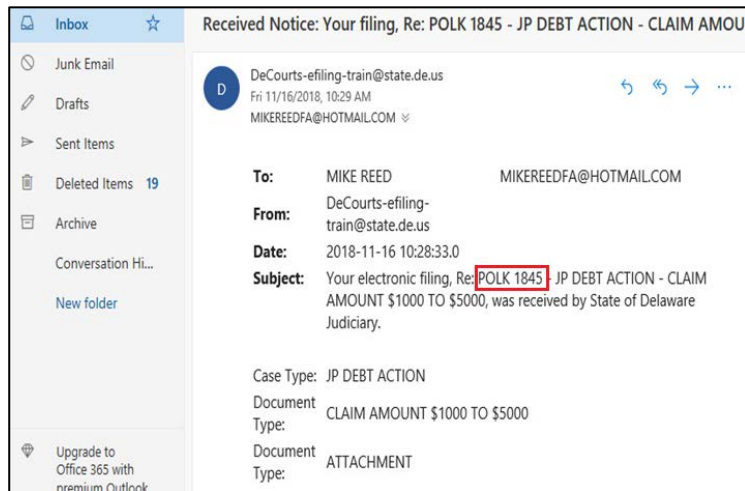 Inbox
Junk Email
Drafts
Sent Items
Deleted Items 19
Archive
Conversation Hi...
New folder
Upgrade to
Office 365 with
premium Outlook
Received Notice: Your filing, Re: POLK 1845 - JP DEBT ACTION - CLAIM AMOU
D
DeCourts-efiling-train@state.de.us
Fri 11/16/2018, 10:29 AM
MIKEREEDFA@HOTMAIL.COM
To: MIKE REED MIKEREEDFA@HOTMAIL.COM
From: DeCourts-efiling-
train@state.de.us
Date: 2018-11-16 10:28:33.0
Subject: Your electronic filing, Re: POLK 1845 - JP DEBT ACTION - CLAIM
AMOUNT $1000 TO $5000, was received by State of Delaware
Judiciary.
Case Type: JP DEBT ACTION
Document
Type: CLAIM AMOUNT $1000 TO $5000
Document
Type: ATTACHMENT